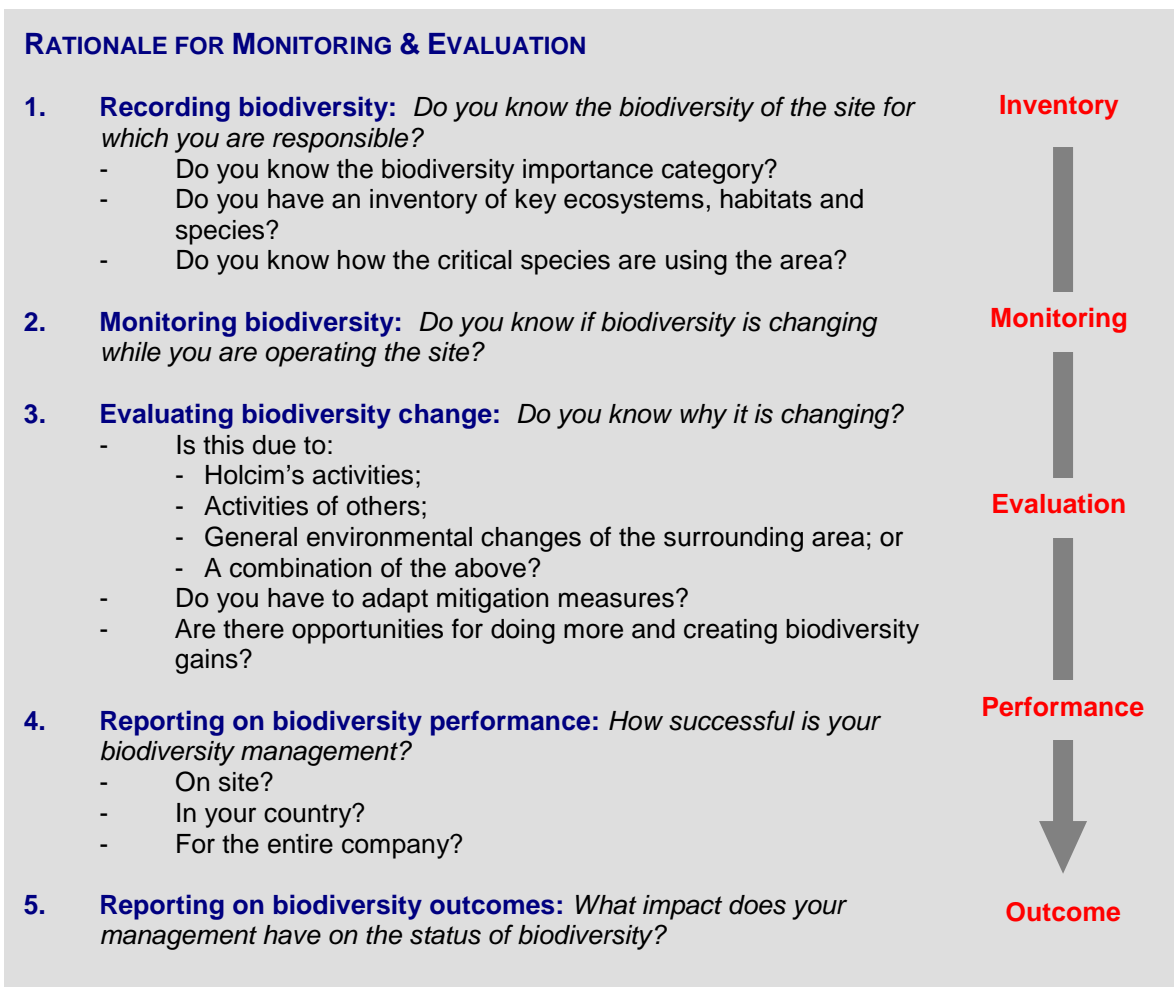 RATIONALE FOR MONITORING & EVALUATION
1. Recording biodiversity: Do you know the biodiversity of the site for
which you are responsible?
- Do you know the biodiversity importance category?
- Do you have an inventory of key ecosystems, habitats and
species?
- Do you know how the critical species are using the area?
Inventory
2. Monitoring biodiversity: Do you know if biodiversity is changing
while you are operating the site?
Monitoring
3. Evaluating biodiversity change: Do you know why it is changing?
- Is this due to:
- Holcim’s activities;
- Activities of others;
- General environmental changes of the surrounding area; or
- A combination of the above?
- Do you have to adapt mitigation measures?
- Are there opportunities for doing more and creating biodiversity
gains?
Evaluation
4. Reporting on biodiversity performance: How successful is your
biodiversity management?
- On site?
- In your country?
- For the entire company?
Performance
5. Reporting on biodiversity outcomes: What impact does your
management have on the status of biodiversity?
Outcome